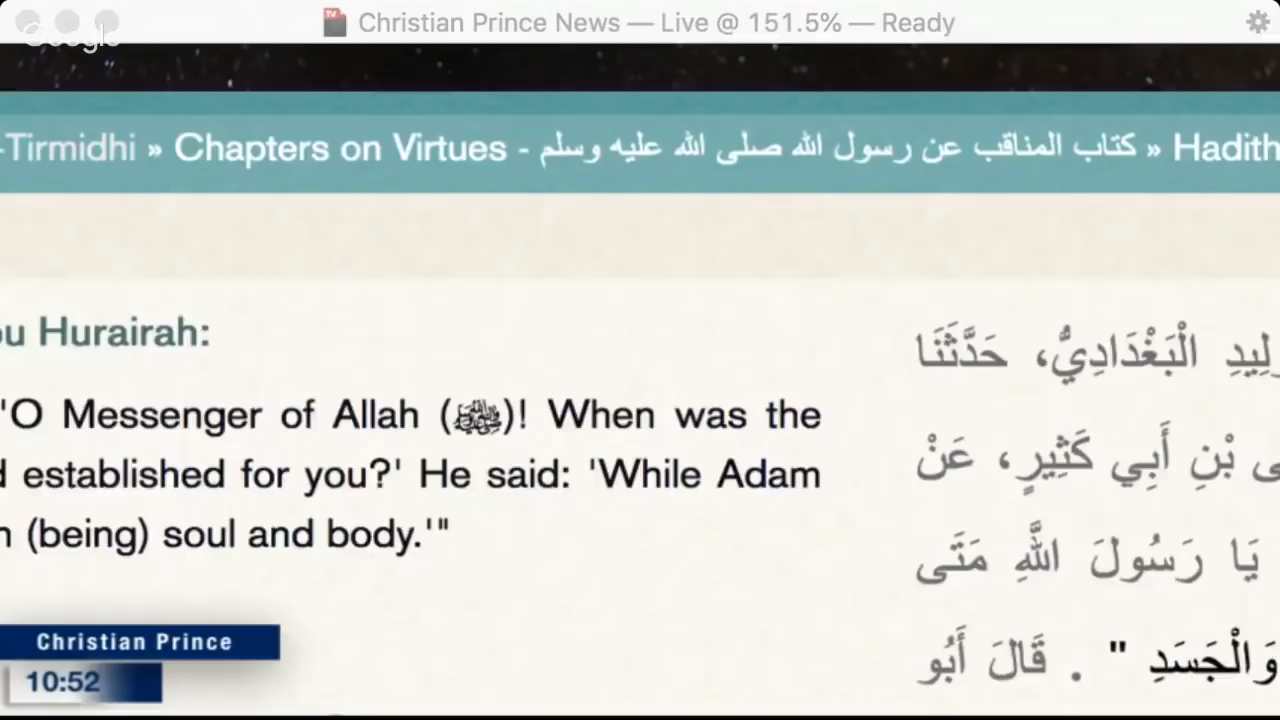 Christian Prince News — Live @ 151.5% — Ready
Google
-Tirmidhi » Chapters on Virtues - كتاب المناقب عن رسول الله صلى الله عليه وسلم » Hadith
Hurairah:
'O Messenger of Allah (ﷺ)! When was the
established for you?' He said: 'While Adam
(being) soul and body.'"
الْبَغْدَادِيُّ، حَدَّثَنَا
بْنِ أَبِي كَثِيرٍ، عَنْ
يَا رَسُولَ اللَّهِ مَتَى
وَالْجَسَدِ " . قَالَ أَبُو
Christian Prince
10:52